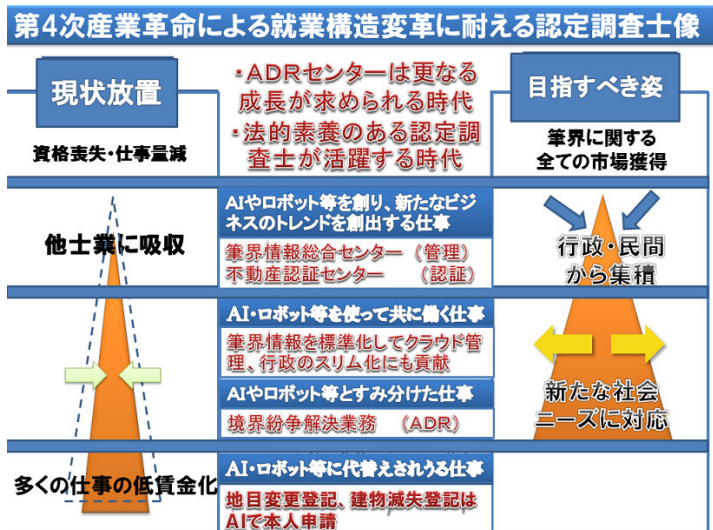 第4次産業革命による就業構造変革に耐える認定調査士像
現状放置
資格喪失・仕事量減
・ADRセンターは更なる
成長が求められる時代
・法的素養のある認定調
査士が活躍する時代
目指すべき姿
筆界に関する
全ての市場獲得
他士業に吸収
AIやロボット等を創り、新たなビジ
ネスのトレンドを創出する仕事
筆界情報総合センター （管理）
不動産認証センター （認証）
行政・民間
から集積
AI・ロボット等を使って共に働く仕事
筆界情報を標準化してクラウド管
理、行政のスリム化にも貢献
AIやロボット等とすみ分けた仕事
境界紛争解決業務 （ADR）
新たな社会
ニーズに対応
多くの仕事の低賃金化
AI・ロボット等に代替えされうる仕事
地目変更登記、建物滅失登記は
AIで本人申請